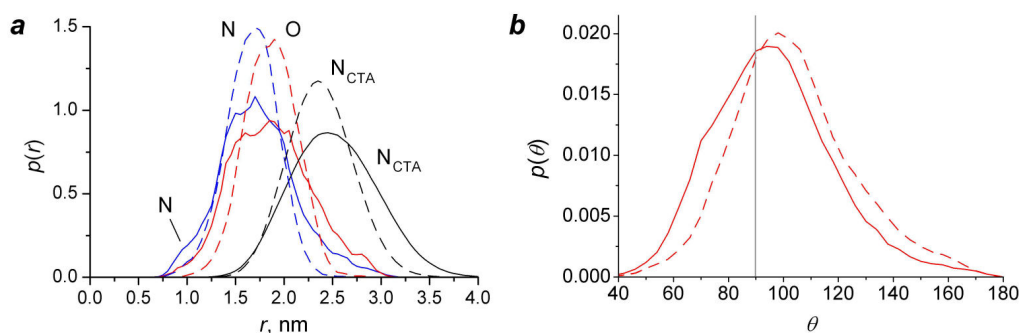 a
N
O
N_CTA
N_CTA
N
p(r)
1.5
1.0
0.5
0.0
0.0 0.5 1.0 1.5 2.0 2.5 3.0 3.5 4.0
r, nm
b
p(θ)
0.020
0.015
0.010
0.005
0.000
40 60 80 100 120 140 160 180
θ